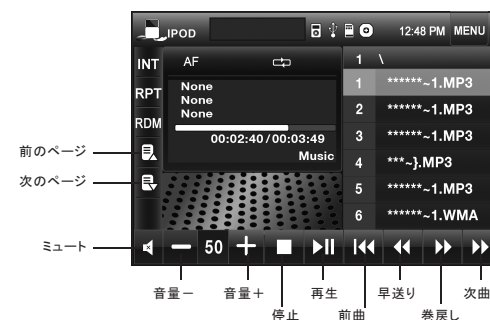 IPOD
12:48 PM MENU
INT
RPT
RDM
AF
None
None
None
00:02:40/00:03:49
Music
1 \
1 ******~1.MP3
2 ******~1.MP3
3 ******~1.MP3
4 ***~}.MP3
5 ******~1.MP3
6 ******~1.WMA
50
前のページ
次のページ
ミュート
音量－
音量＋
停止
再生
前曲
早送り
巻戻し
次曲